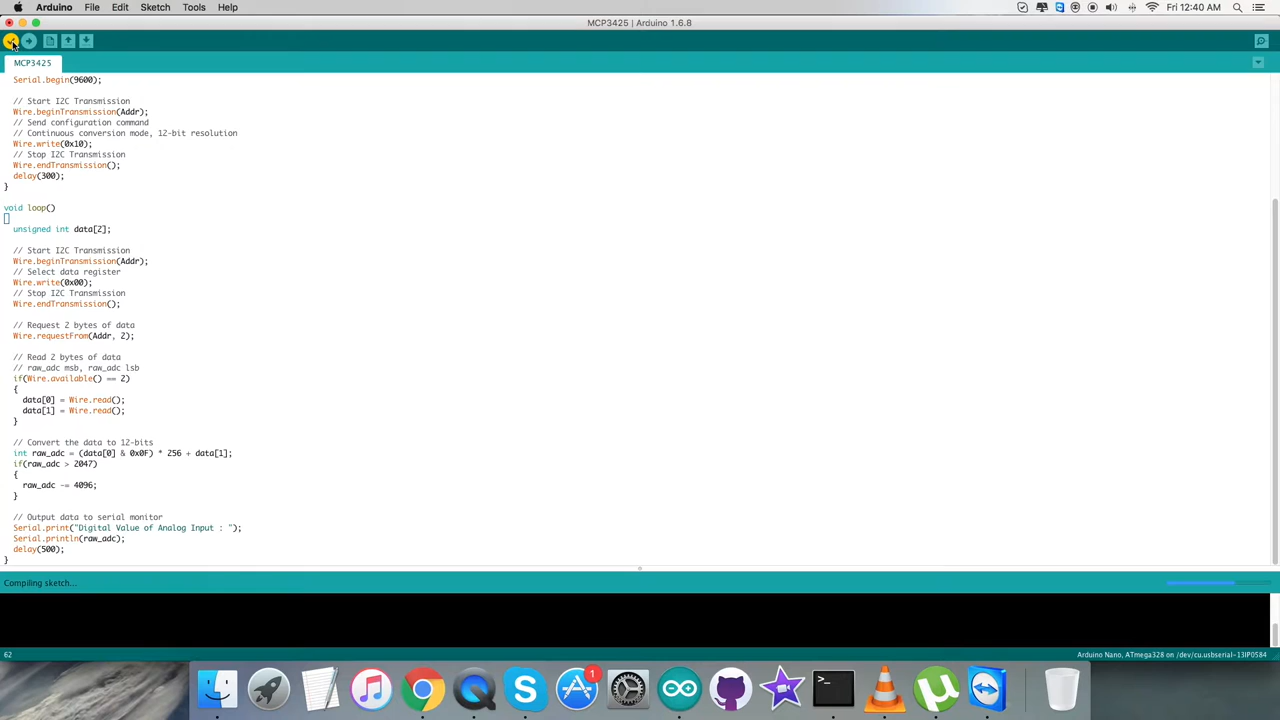 Arduino File Edit Sketch Tools Help Fri 12:40 AM
MCP3425 | Arduino 1.6.8
MCP3425
Serial.begin(9600);
// Start I2C Transmission
Wire.beginTransmission(Addr);
// Send configuration command
// Continuous conversion mode, 12-bit resolution
Wire.write(0x10);
// Stop I2C Transmission
Wire.endTransmission();
delay(300);
}
void loop()
unsigned int data[2];
// Start I2C Transmission
Wire.beginTransmission(Addr);
// Select data register
Wire.write(0x00);
// Stop I2C Transmission
Wire.endTransmission();
// Request 2 bytes of data
Wire.requestFrom(Addr, 2);
// Read 2 bytes of data
// raw_adc msb, raw_adc lsb
if(Wire.available() == 2)
{
data[0] = Wire.read();
data[1] = Wire.read();
}
// Convert the data to 12-bits
int raw_adc = (data[0] & 0x0F) * 256 + data[1];
if(raw_adc > 2047)
{
raw_adc -= 4096;
}
// Output data to serial monitor
Serial.print("Digital Value of Analog Input : ");
Serial.println(raw_adc);
delay(500);
}
Compiling sketch...
62 Arduino Nano, ATmega328 on /dev/cu.usbserial-13IP0584
1